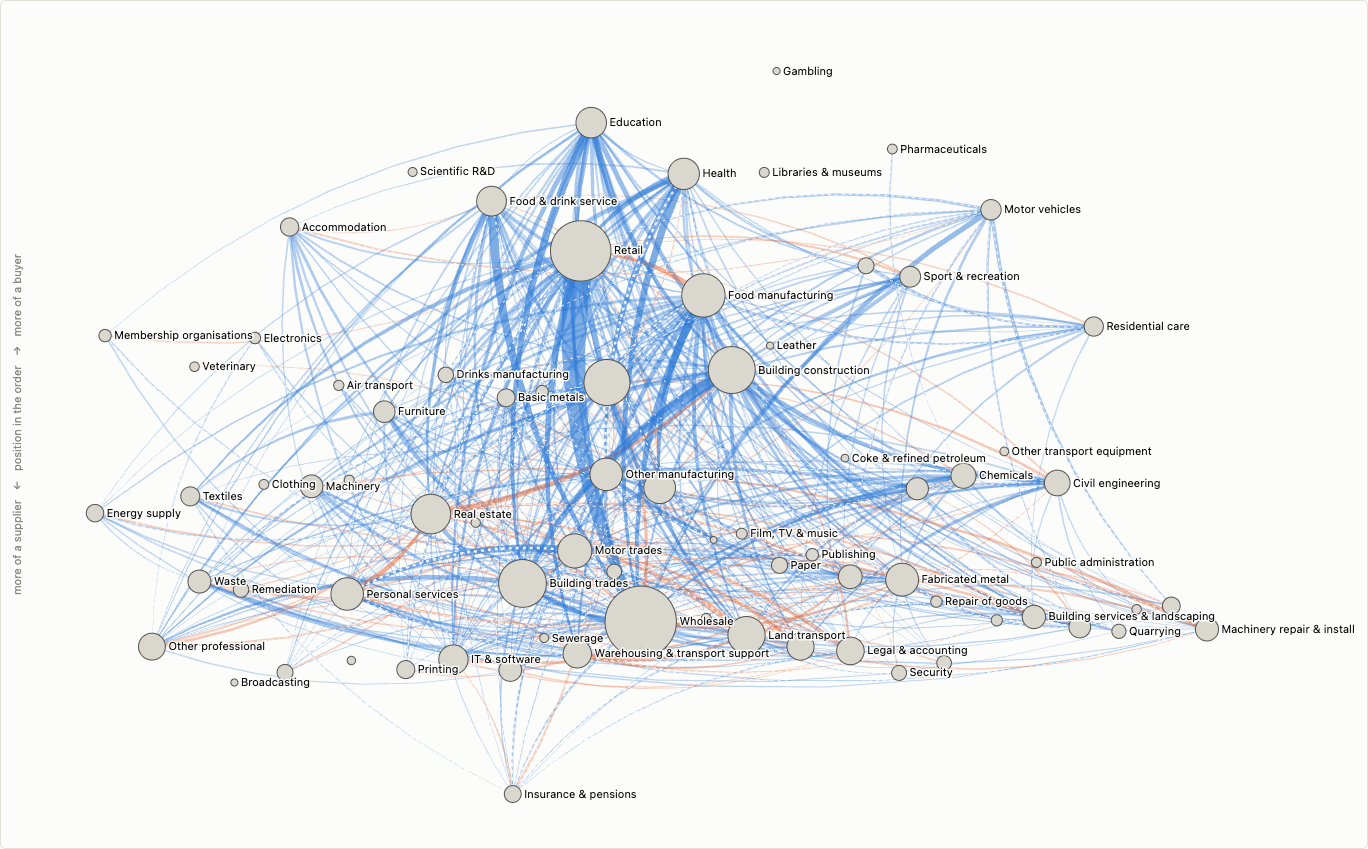 more of a supplier ← position in the order → more of a buyer
Gambling
Education
Pharmaceuticals
Scientific R&D
Health
Libraries & museums
Food & drink service
Motor vehicles
Accommodation
Retail
Sport & recreation
Food manufacturing
Residential care
Membership organisations
Electronics
Leather
Veterinary
Building construction
Drinks manufacturing
Air transport
Basic metals
Furniture
Other transport equipment
Coke & refined petroleum
Other manufacturing
Chemicals
Civil engineering
Clothing
Machinery
Textiles
Energy supply
Real estate
Film, TV & music
Motor trades
Publishing
Public administration
Paper
Fabricated metal
Waste
Building trades
Remediation
Personal services
Repair of goods
Building services & landscaping
Wholesale
Machinery repair & install
Quarrying
Land transport
Sewerage
Other professional
Legal & accounting
Warehousing & transport support
IT & software
Printing
Security
Broadcasting
Insurance & pensions